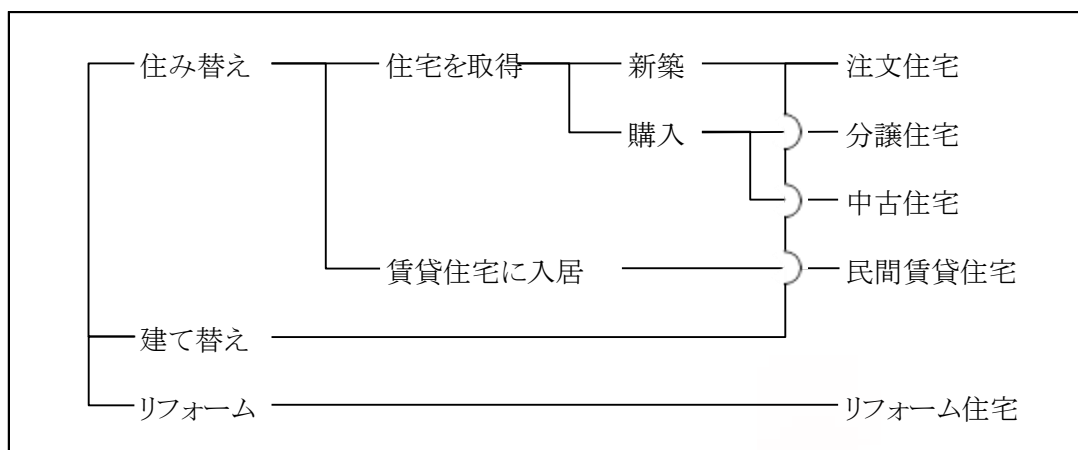 住み替え 住宅を取得 新築 注文住宅
購入 分譲住宅
中古住宅
賃貸住宅に入居 民間賃貸住宅
建て替え
リフォーム リフォーム住宅